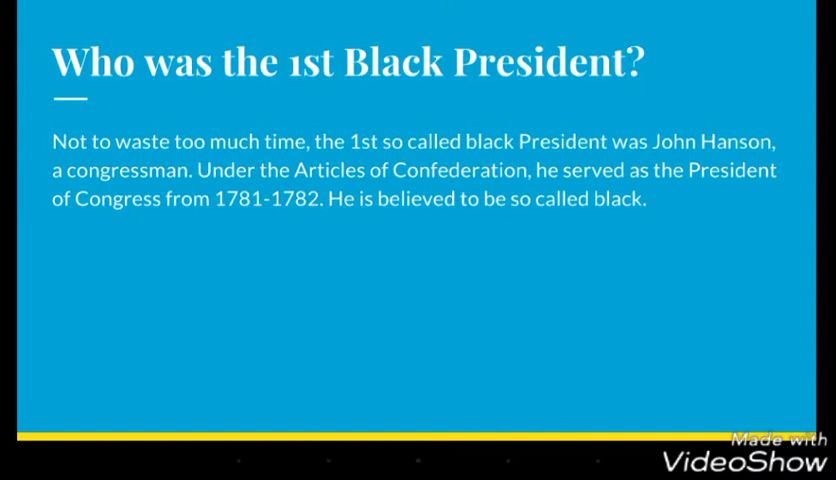 Who was the 1st Black President?
Not to waste too much time, the 1st so called black President was John Hanson,
a congressman. Under the Articles of Confederation, he served as the President
of Congress from 1781-1782. He is believed to be so called black.
Made with
VideoShow